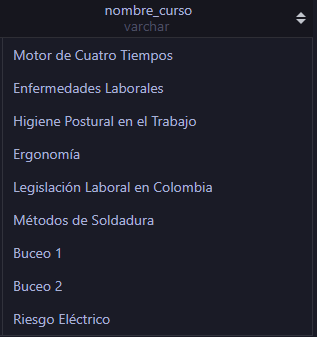 nombre_curso
varchar
Motor de Cuatro Tiempos
Enfermedades Laborales
Higiene Postural en el Trabajo
Ergonomía
Legislación Laboral en Colombia
Métodos de Soldadura
Buceo 1
Buceo 2
Riesgo Eléctrico